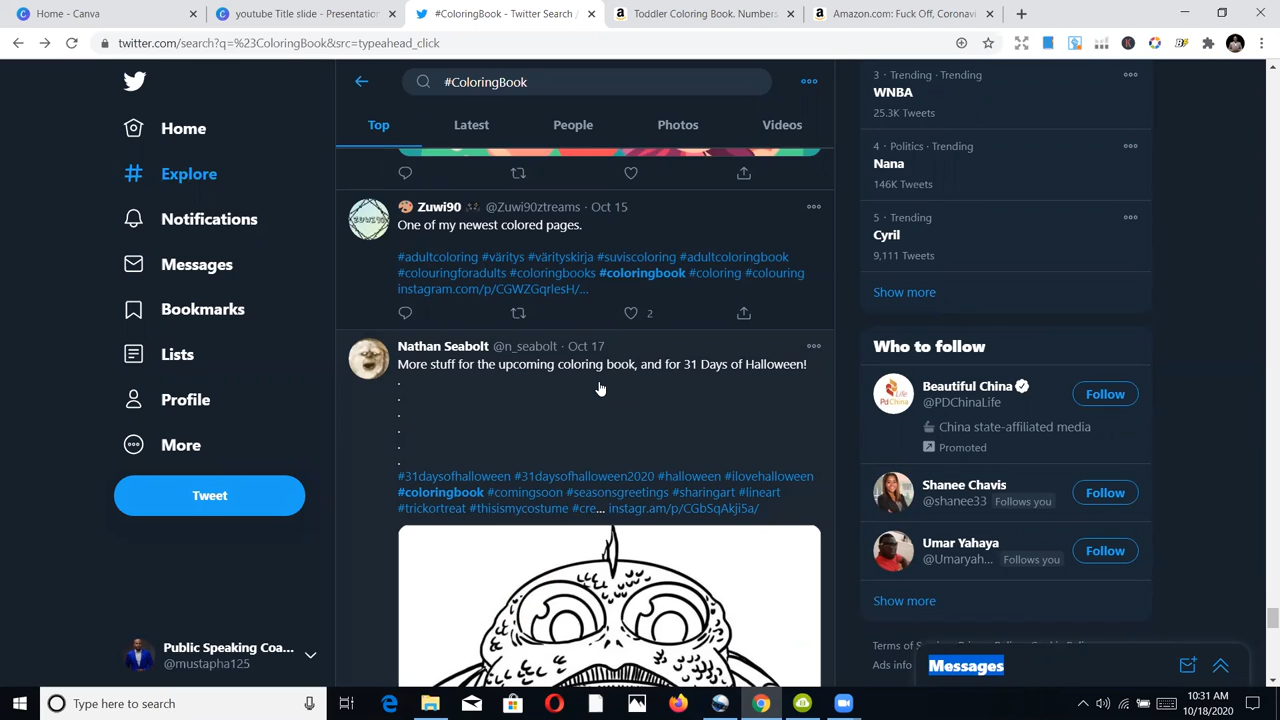 Home - Canva
youtube Title slide - Presentation
#ColoringBook - Twitter Search /
Toddler Coloring Book. Numbers
Amazon.com: Fuck Off, Coronavi
twitter.com/search?q=%23ColoringBook&src=typeahead_click
Home
Explore
Notifications
Messages
Bookmarks
Lists
Profile
More
Tweet
Public Speaking Coa...
@mustapha125
#ColoringBook
Top
Latest
People
Photos
Videos
Zuwi90 @Zuwi90ztreams · Oct 15
One of my newest colored pages.
#adultcoloring #väritys #värityskirja #suviscoloring #adultcoloringbook
#colouringforadults #coloringbooks #coloringbook #coloring #colouring
instagram.com/p/CGWZGqrlesH/...
2
Nathan Seabolt @n_seabolt · Oct 17
More stuff for the upcoming coloring book, and for 31 Days of Halloween!
.
.
.
.
.
.
#31daysofhalloween #31daysofhalloween2020 #halloween #ilovehalloween
#coloringbook #comingsoon #seasonsgreetings #sharingart #lineart
#trickortreat #thisismycostume #cre... instagr.am/p/CGbSqAkji5a/
3 · Trending · Trending
WNBA
25.3K Tweets
4 · Politics · Trending
Nana
146K Tweets
5 · Trending
Cyril
9,111 Tweets
Show more
Who to follow
Beautiful China
@PDChinaLife
China state-affiliated media
Promoted
Follow
Shanee Chavis
@shanee33 Follows you
Follow
Umar Yahaya
@Umaryah... Follows you
Follow
Show more
Ads info
Messages
Type here to search
10:31 AM
10/18/2020